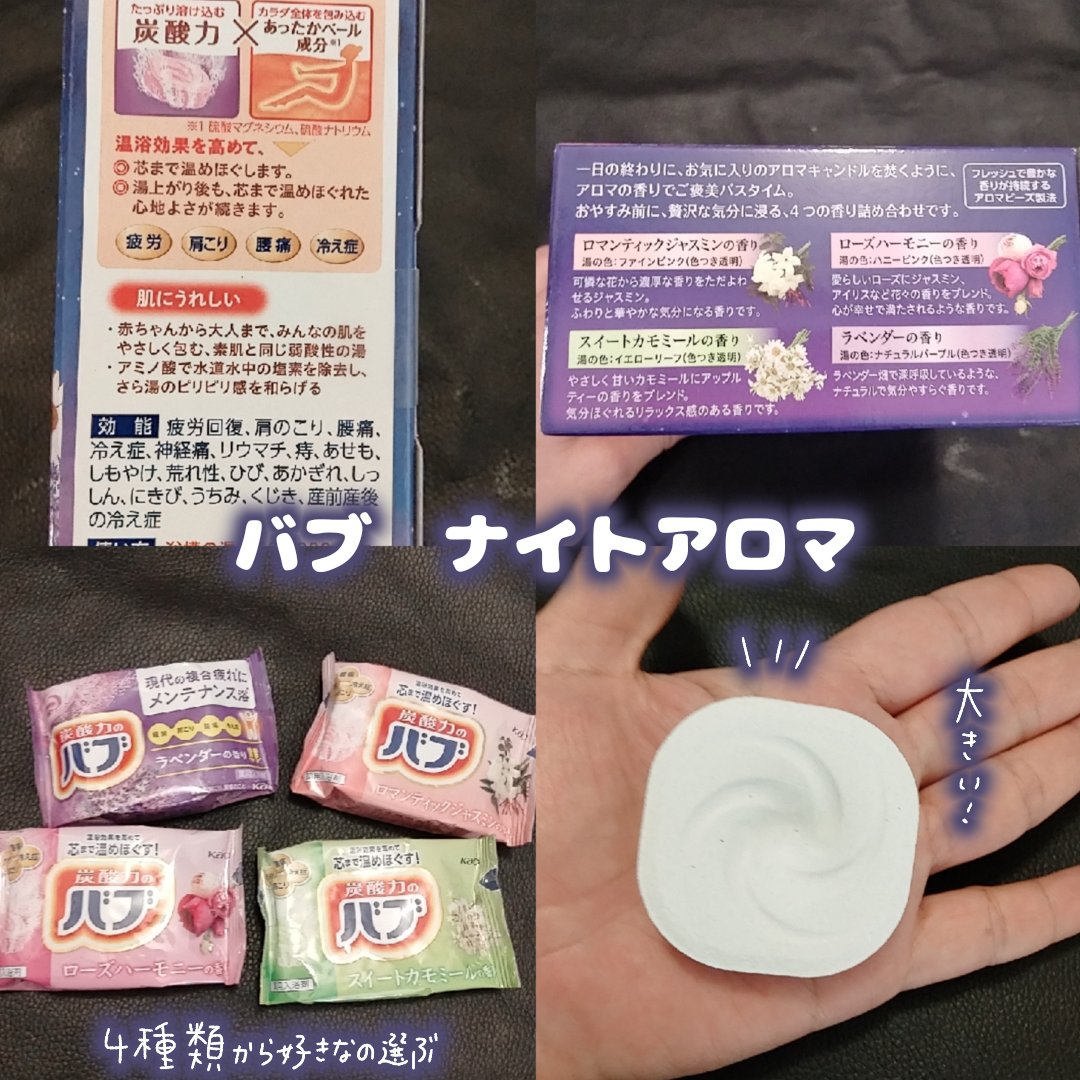 たっぷり溶け込む
炭酸力
×
カラダ全体を包み込む
あったかベール
成分※1
※1 硫酸マグネシウム、硫酸ナトリウム
温浴効果を高めて、
◎芯まで温めほぐします。
◎湯上がり後も、芯まで温めほぐれた
心地よさが続きます。
疲労 肩こり 腰痛 冷え症
肌にうれしい
・赤ちゃんから大人まで、みんなの肌を
やさしく包む、素肌と同じ弱酸性の湯
・アミノ酸で水道水中の塩素を除去し、
さら湯のピリピリ感を和らげる
効能 疲労回復、肩のこり、腰痛、
冷え症、神経痛、リウマチ、痔、あせも、
しもやけ、荒れ性、ひび、あかぎれ、しっ
しん、にきび、うちみ、くじき、産前産後
の冷え症
一日の終わりに、お気に入りのアロマキャンドルを焚くように、
アロマの香りでご褒美バスタイム。
おやすみ前に、贅沢な気分に浸る、4つの香り詰め合わせです。
フレッシュで豊かな
香りが持続する
アロマビーズ製法
ロマンティックジャスミンの香り
湯の色:ファインピンク(色つき透明)
可憐な花から濃厚な香りをただよわ
せるジャスミン。
ふわりと華やかな気分になる香りです。
ローズハーモニーの香り
湯の色:ハニーピンク(色つき透明)
愛らしいローズにジャスミン、
アイリスなど花々の香りをブレンド。
心が幸せで満たされるような香りです。
スイートカモミールの香り
湯の色:イエローリーフ(色つき透明)
やさしく甘いカモミールにアップル
ティーの香りをブレンド。
気分ほぐれるリラックス感のある香りです。
ラベンダーの香り
湯の色:ナチュラルパープル(色つき透明)
ラベンダー畑で深呼吸しているような、
ナチュラルで気分やすらぐ香りです。
バブ ナイトアロマ
現代の複合疲れに
メンテナンス浴
炭酸力の
バブ
ラベンダーの香り
温浴効果を高めて
芯まで温めほぐす!
炭酸力の
バブ
ロマンティックジャスミンの
温浴効果を高めて
芯まで温めほぐす!
Kao
炭酸力の
バブ
ローズハーモニーの香
温浴効果を高めて
芯まで温めほぐす!
Kao
炭酸力の
バブ
スイートカモミールの香り
4種類から好きなの選ぶ
大きい!